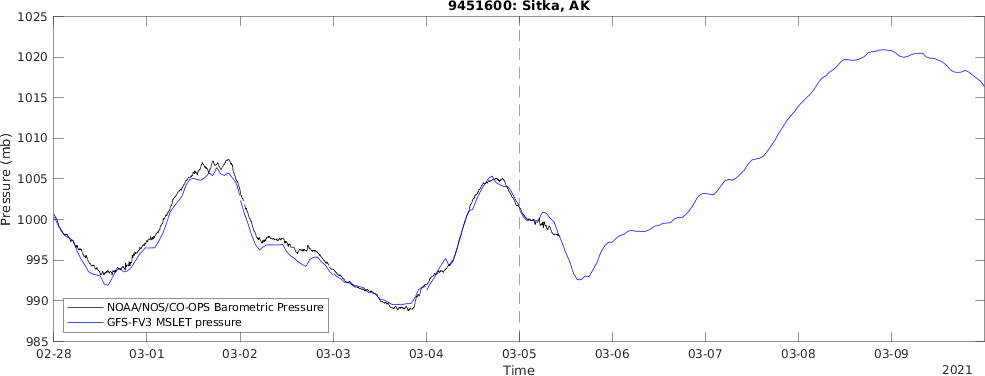 9451600: Sitka, AK
1025
1020
1015
1010
1005
1000
995
990
985
Pressure (mb)
NOAA/NOS/CO-OPS Barometric Pressure
GFS-FV3 MSLET pressure
02-28 03-01 03-02 03-03 03-04 03-05 03-06 03-07 03-08 03-09
Time
2021